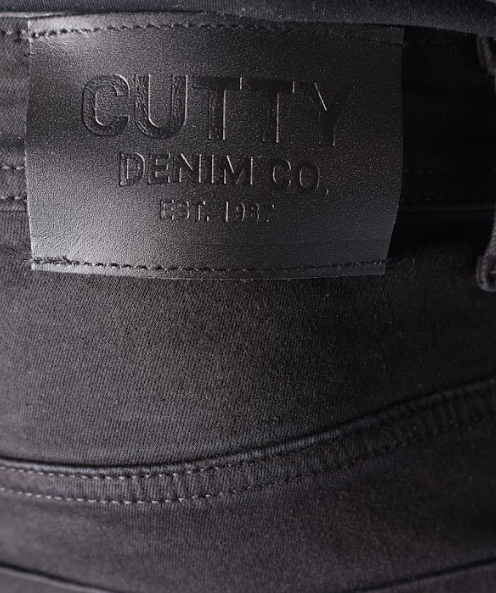 CUTTY
DENIM CO.
EST. 1987